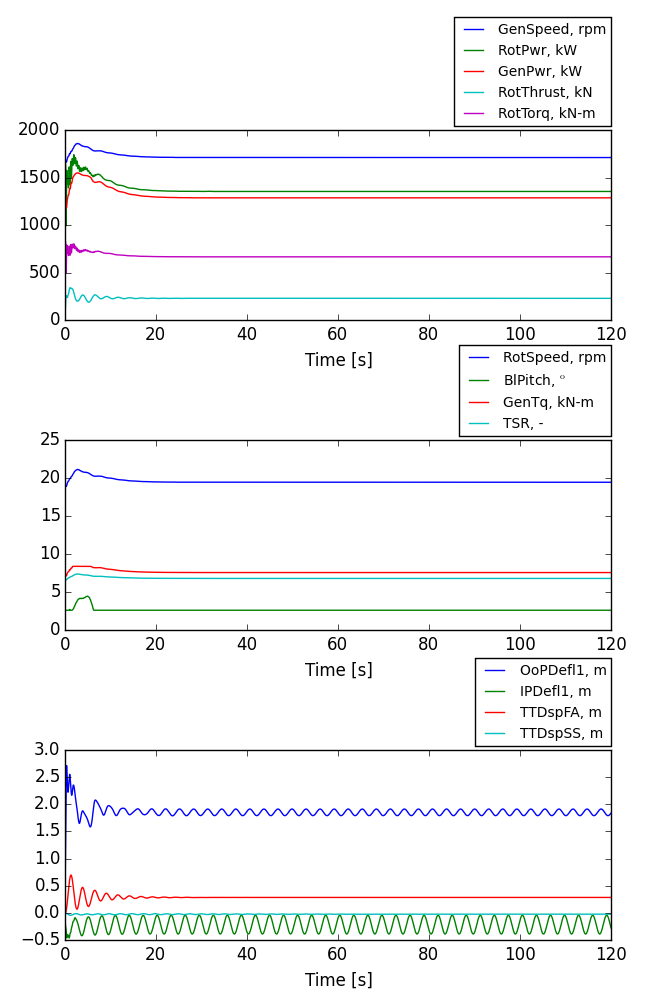 GenSpeed, rpm
RotPwr, kW
GenPwr, kW
RotThrust, kN
RotTorq, kN-m
2000
1500
1000
500
0
0 20 40 60 80 100 120
Time [s]
RotSpeed, rpm
BlPitch, °
GenTq, kN-m
TSR, -
25
20
15
10
5
0
0 20 40 60 80 100 120
Time [s]
OoPDefl1, m
IPDefl1, m
TTDspFA, m
TTDspSS, m
3.0
2.5
2.0
1.5
1.0
0.5
0.0
−0.5
0 20 40 60 80 100 120
Time [s]